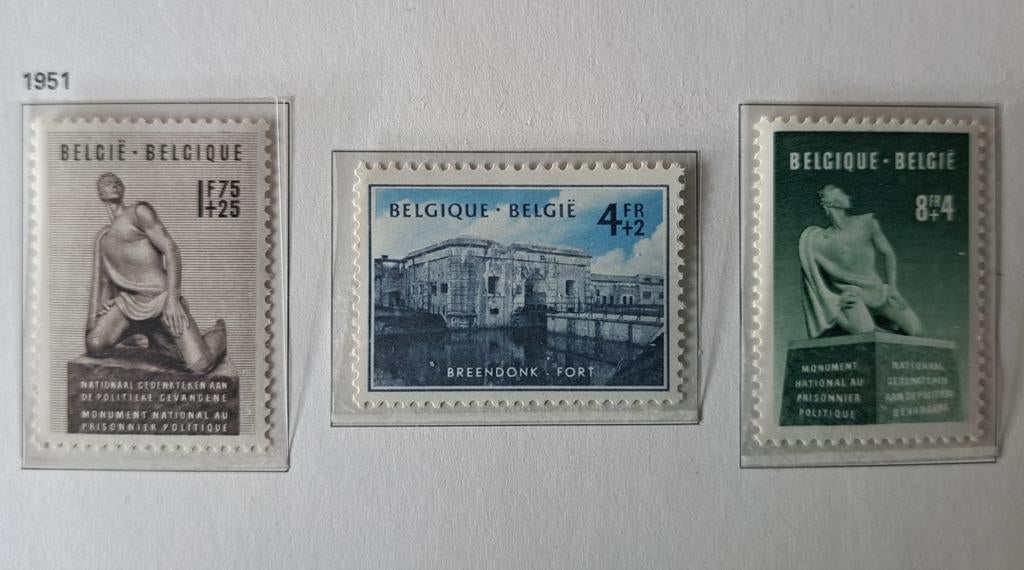 1951
BELGIË · BELGIQUE
1F75
+25
NATIONAAL GEDENKTEKEN AAN
DE POLITIEKE GEVANGENE
MONUMENT NATIONAL AU
PRISONNIER POLITIQUE
BELGIQUE · BELGIË
4FR
+2
BREENDONK · FORT
BELGIQUE · BELGIË
8FR+4
MONUMENT
NATIONAL AU
PRISONNIER
POLITIQUE
NATIONAAL
GEDENKTEKEN
AAN DE POLITIEKE
GEVANGENE